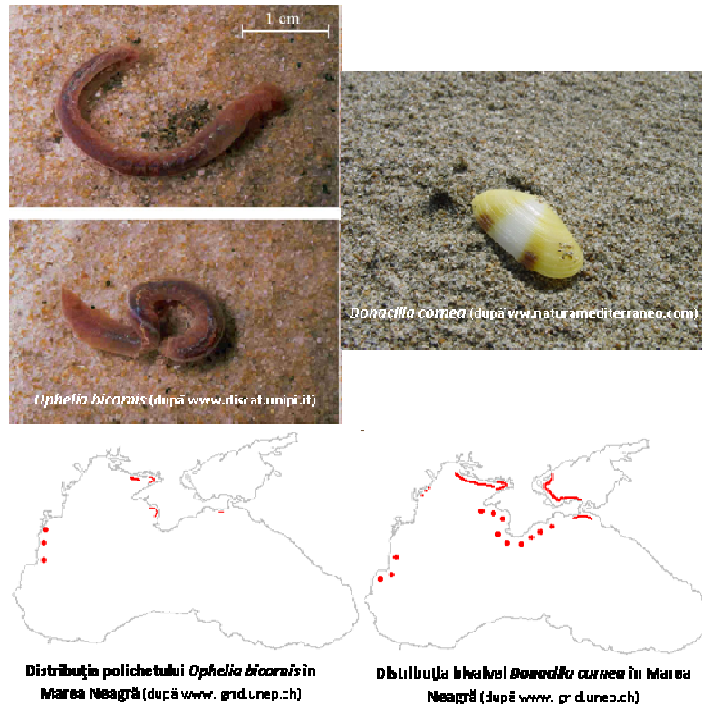 1 cm
Donacilla cornea (după ww.naturamediterraneo.com)
Ophelia bicornis (după www.discat.unipi.it)
Distribuţia polichetului Ophelia bicornis în
Marea Neagră (după www. grid.unep.ch)
Distribuţia bivalvei Donacilla cornea în Marea
Neagră (după www. grid.unep.ch)